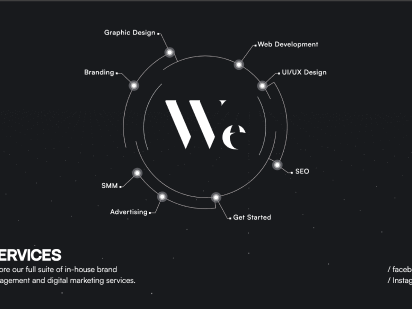 Graphic Design
Web Development
Branding
UI/UX Design
We
SEO
SMM
Advertising
Get Started
ERVICES
ore our full suite of in-house brand
agement and digital marketing services.
/ faceb
/ Instag